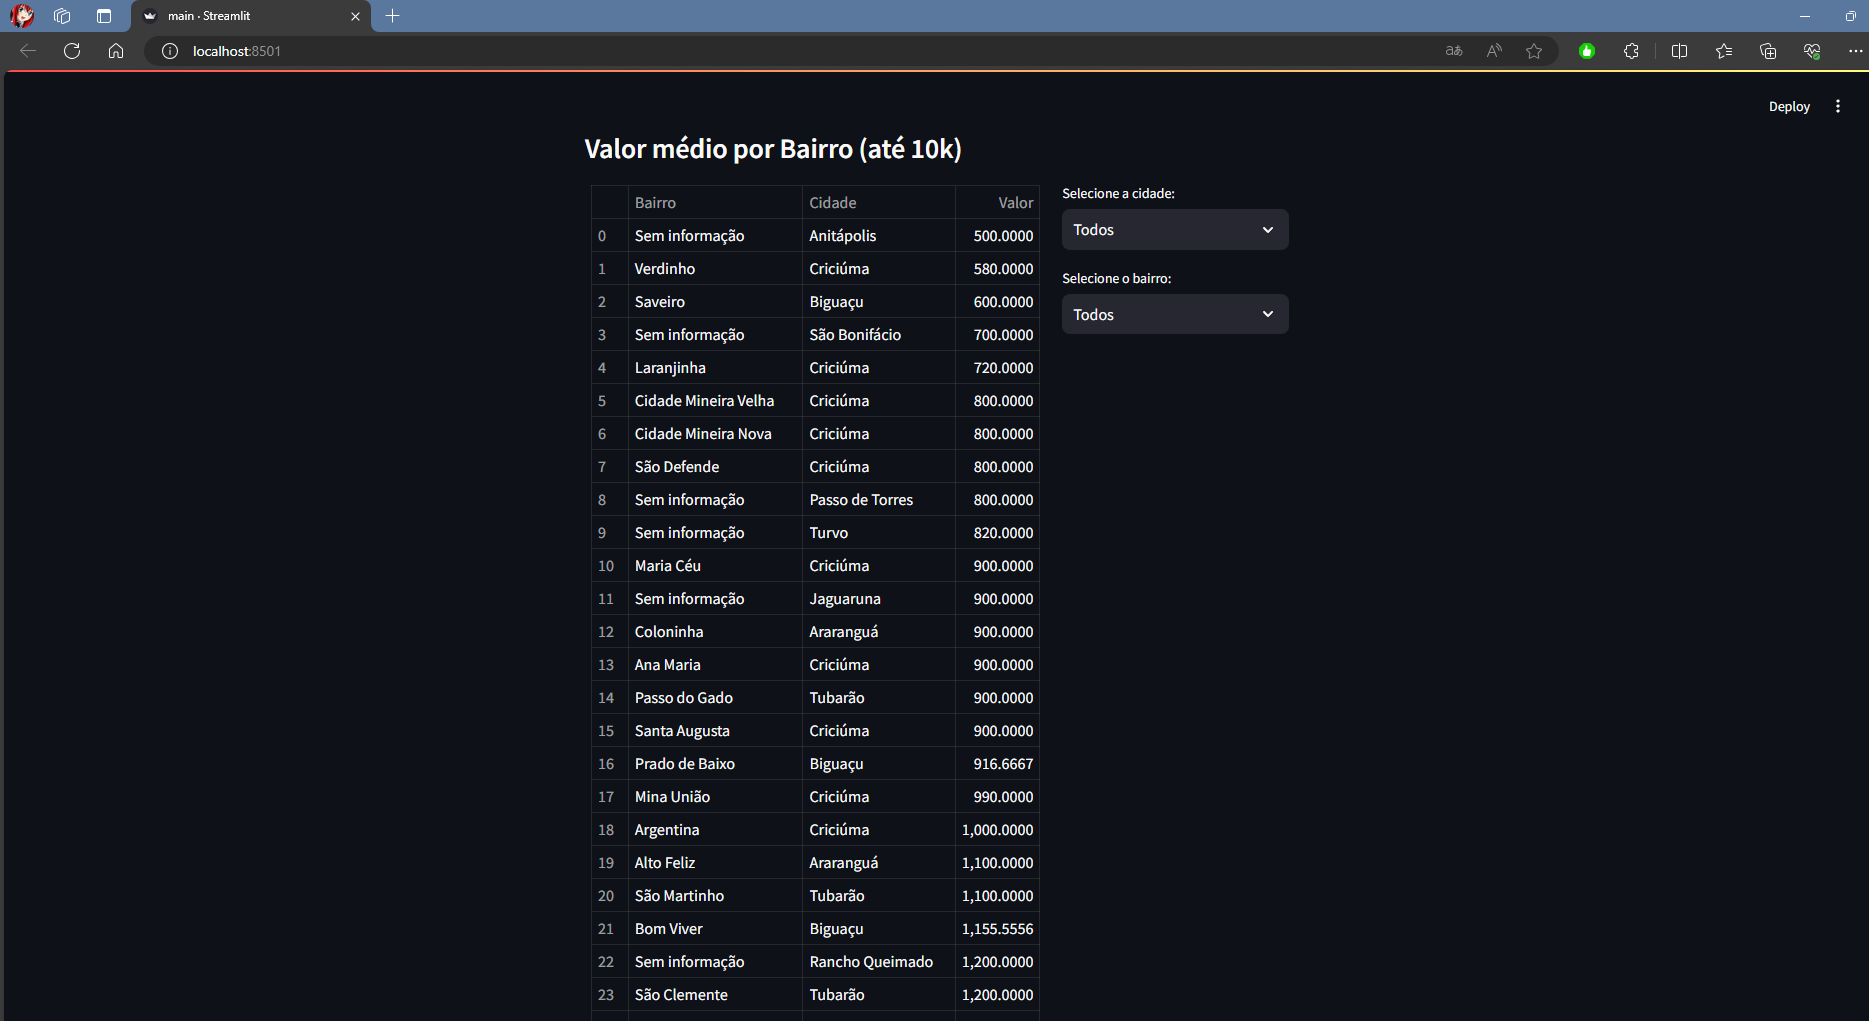 main · Streamlit
localhost:8501
Deploy
Valor médio por Bairro (até 10k)
Bairro Cidade Valor
0 Sem informação Anitápolis 500.0000
1 Verdinho Criciúma 580.0000
2 Saveiro Biguaçu 600.0000
3 Sem informação São Bonifácio 700.0000
4 Laranjinha Criciúma 720.0000
5 Cidade Mineira Velha Criciúma 800.0000
6 Cidade Mineira Nova Criciúma 800.0000
7 São Defende Criciúma 800.0000
8 Sem informação Passo de Torres 800.0000
9 Sem informação Turvo 820.0000
10 Maria Céu Criciúma 900.0000
11 Sem informação Jaguaruna 900.0000
12 Coloninha Araranguá 900.0000
13 Ana Maria Criciúma 900.0000
14 Passo do Gado Tubarão 900.0000
15 Santa Augusta Criciúma 900.0000
16 Prado de Baixo Biguaçu 916.6667
17 Mina União Criciúma 990.0000
18 Argentina Criciúma 1,000.0000
19 Alto Feliz Araranguá 1,100.0000
20 São Martinho Tubarão 1,100.0000
21 Bom Viver Biguaçu 1,155.5556
22 Sem informação Rancho Queimado 1,200.0000
23 São Clemente Tubarão 1,200.0000
Selecione a cidade:
Todos
Selecione o bairro:
Todos